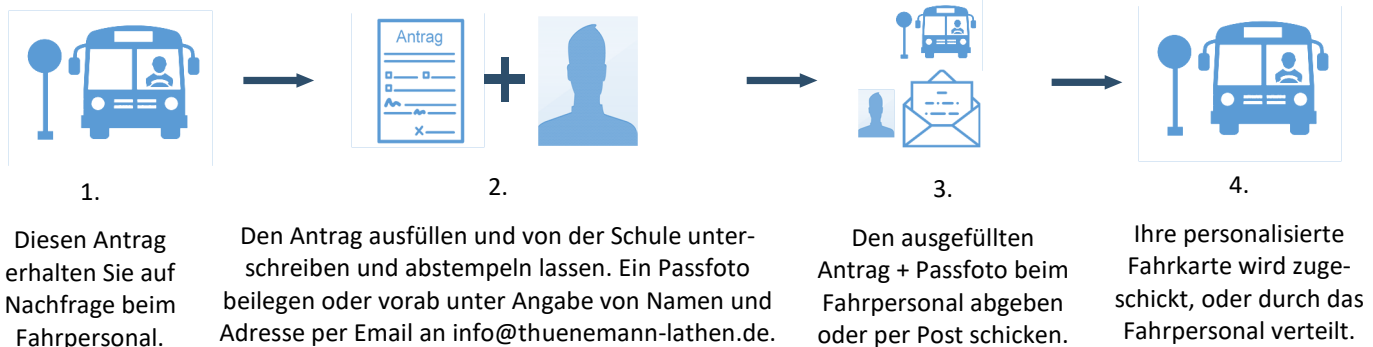 Antrag
1.
Diesen Antrag
erhalten Sie auf
Nachfrage beim
Fahrpersonal.
2.
Den Antrag ausfüllen und von der Schule unter-
schreiben und abstempeln lassen. Ein Passfoto
beilegen oder vorab unter Angabe von Namen und
Adresse per Email an info@thuenemann-lathen.de.
3.
Den ausgefüllten
Antrag + Passfoto beim
Fahrpersonal abgeben
oder per Post schicken.
4.
Ihre personalisierte
Fahrkarte wird zuge-
schickt, oder durch das
Fahrpersonal verteilt.